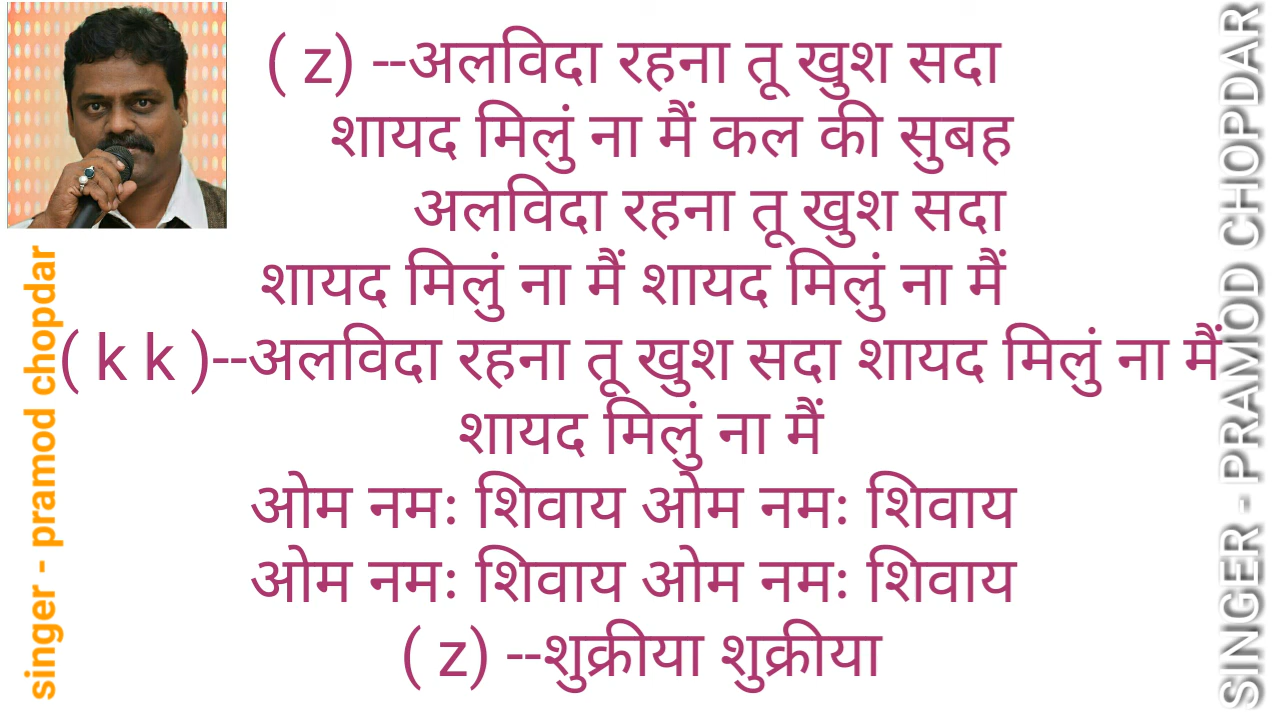 ( z) --अलविदा रहना तू खुश सदा
शायद मिलुं ना मैं कल की सुबह
अलविदा रहना तू खुश सदा
शायद मिलुं ना मैं शायद मिलुं ना मैं
( k k )--अलविदा रहना तू खुश सदा शायद मिलुं ना मैं
शायद मिलुं ना मैं
ओम नमः शिवाय ओम नमः शिवाय
ओम नमः शिवाय ओम नमः शिवाय
( z) --शुक्रीया शुक्रीया
singer - pramod chopdar
SINGER - PRAMOD CHOPDAR